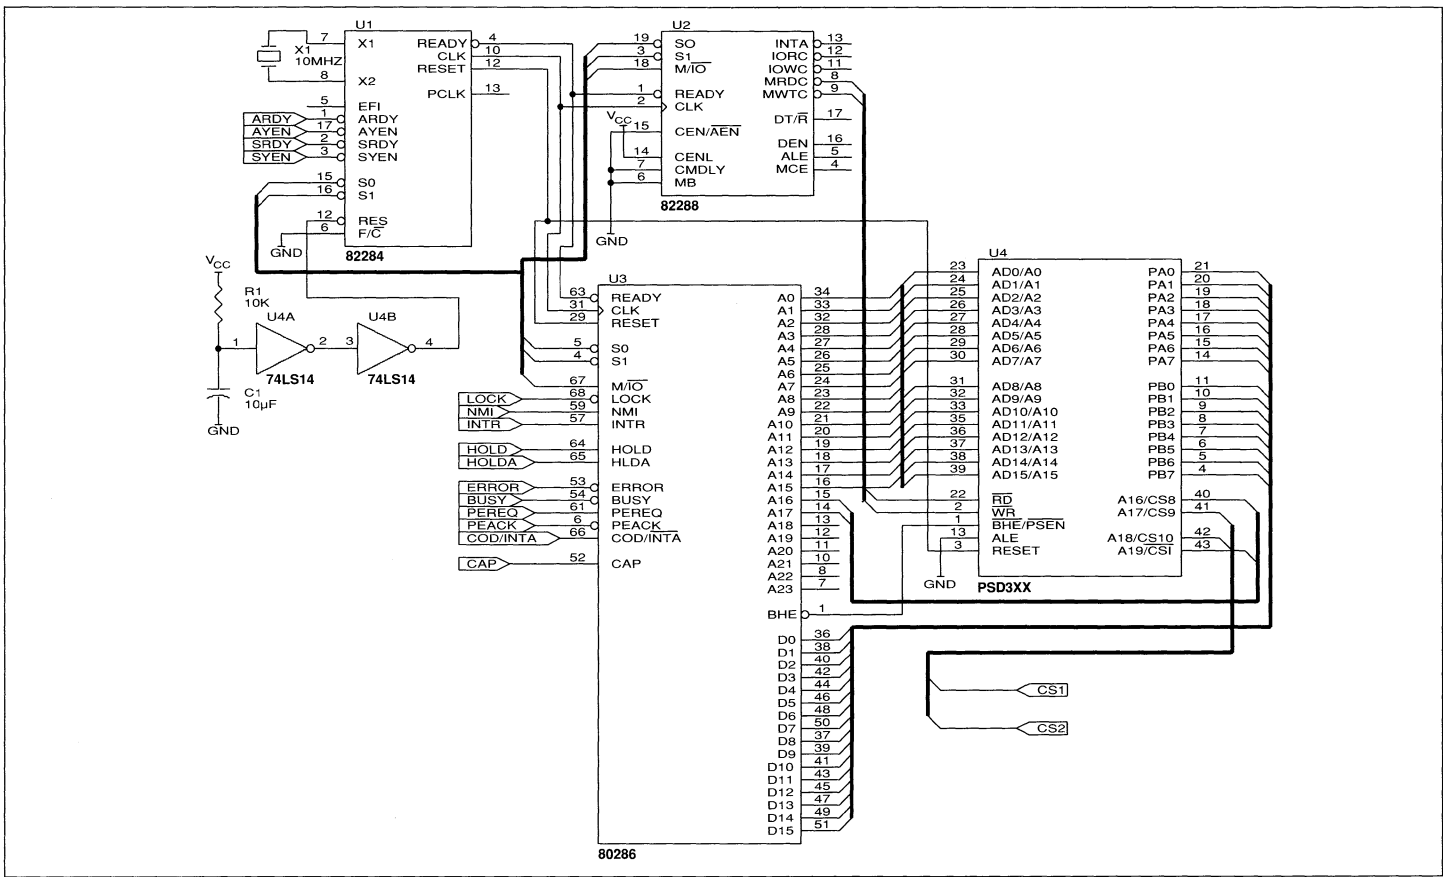 U1
7 X1
X1
10MHZ
8 X2
5 EFI
ARDY 1 ARDY
AYEN 17 AYEN
SRDY 2 SRDY
SYEN 3 SYEN
15 S0
16 S1
12 RES
6 F/C
GND
READY 4
CLK 10
RESET 12
PCLK 13
82284
U2
19 SO
3 S1
18 M/IO
1 READY
2 CLK
VCC
15 CEN/AEN
14 CENL
7 CMDLY
6 MB
GND
INTA 13
IORC 12
IOWC 11
MRDC 8
MWTC 9
DT/R 17
DEN 16
ALE 5
MCE 4
82288
VCC
R1
10K
U4A
1 2
74LS14
U4B
3 4
74LS14
C1
10µF
GND
U3
63 READY
31 CLK
29 RESET
5 S0
4 S1
67 M/IO
LOCK 68 LOCK
NMI 59 NMI
INTR 57 INTR
HOLD 64 HOLD
HOLDA 65 HLDA
ERROR 53 ERROR
BUSY 54 BUSY
PEREQ 61 PEREQ
PEACK 6 PEACK
COD/INTA 66 COD/INTA
CAP 52 CAP
A0 34
A1 33
A2 32
A3 28
A4 27
A5 26
A6 25
A7 24
A8 23
A9 22
A10 21
A11 20
A12 19
A13 18
A14 17
A15 16
A16 15
A17 14
A18 13
A19 12
A20 11
A21 10
A22 8
A23 7
BHE 1
D0 36
D1 38
D2 40
D3 42
D4 44
D5 46
D6 48
D7 50
D8 37
D9 39
D10 41
D11 43
D12 45
D13 47
D14 49
D15 51
80286
U4
23 AD0/A0
24 AD1/A1
25 AD2/A2
26 AD3/A3
27 AD4/A4
28 AD5/A5
29 AD6/A6
30 AD7/A7
31 AD8/A8
32 AD9/A9
33 AD10/A10
35 AD11/A11
36 AD12/A12
37 AD13/A13
38 AD14/A14
39 AD15/A15
22 RD
2 WR
1 BHE/PSEN
13 ALE
3 RESET
GND
PA0 21
PA1 20
PA2 19
PA3 18
PA4 17
PA5 16
PA6 15
PA7 14
PB0 11
PB1 10
PB2 9
PB3 8
PB4 7
PB5 6
PB6 5
PB7 4
A16/CS8 40
A17/CS9 41
A18/CS10 42
A19/CSI 43
PSD3XX
CS1
CS2